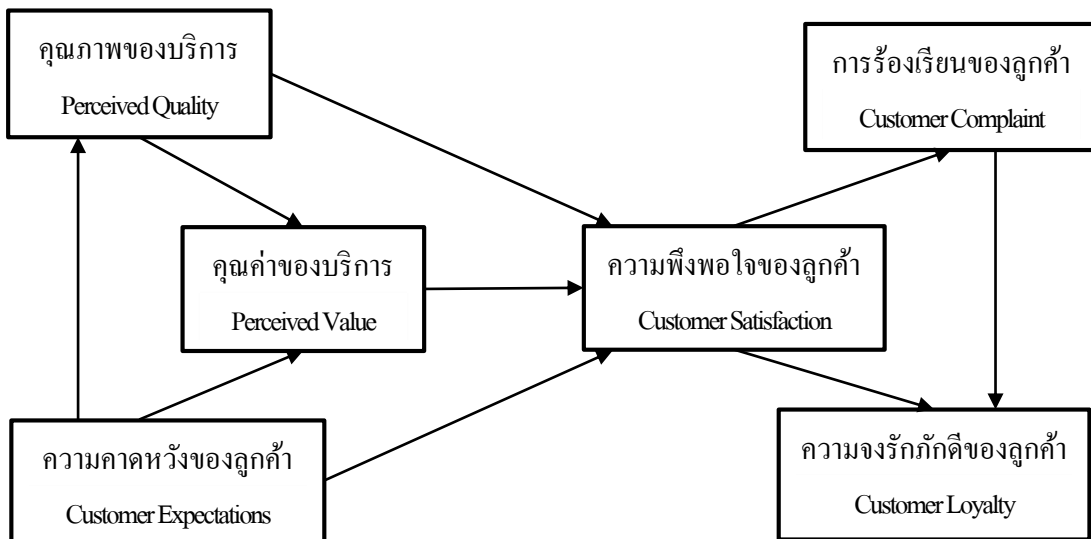 คุณภาพของบริการ
Perceived Quality
การร้องเรียนของลูกค้า
Customer Complaint
คุณค่าของบริการ
Perceived Value
ความพึงพอใจของลูกค้า
Customer Satisfaction
ความคาดหวังของลูกค้า
Customer Expectations
ความจงรักภักดีของลูกค้า
Customer Loyalty